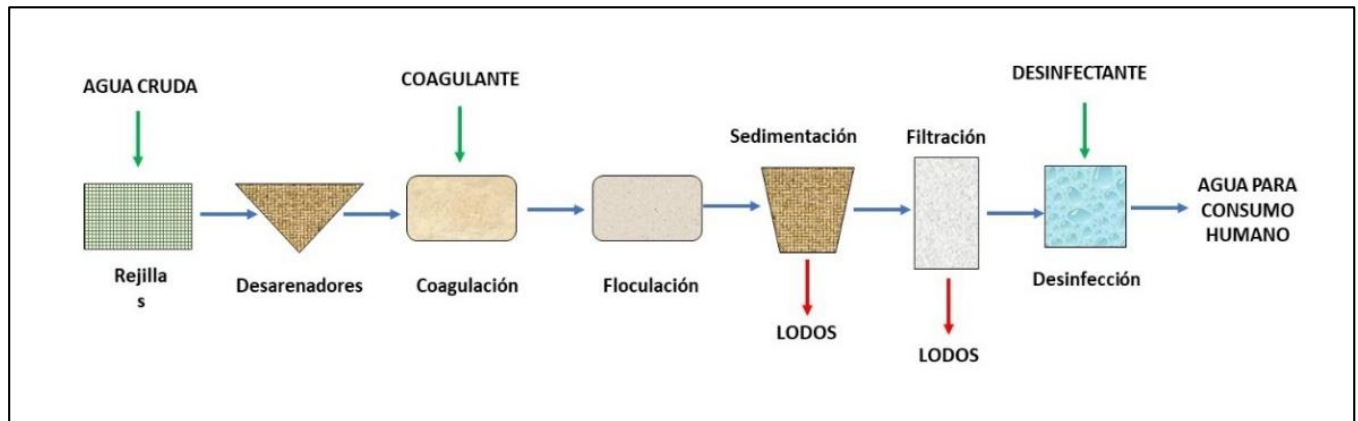 AGUA CRUDA
COAGULANTE
DESINFECTANTE
Sedimentación
Filtración
AGUA PARA
CONSUMO
HUMANO
Rejilla
s
Desarenadores
Coagulación
Floculación
Desinfección
LODOS
LODOS